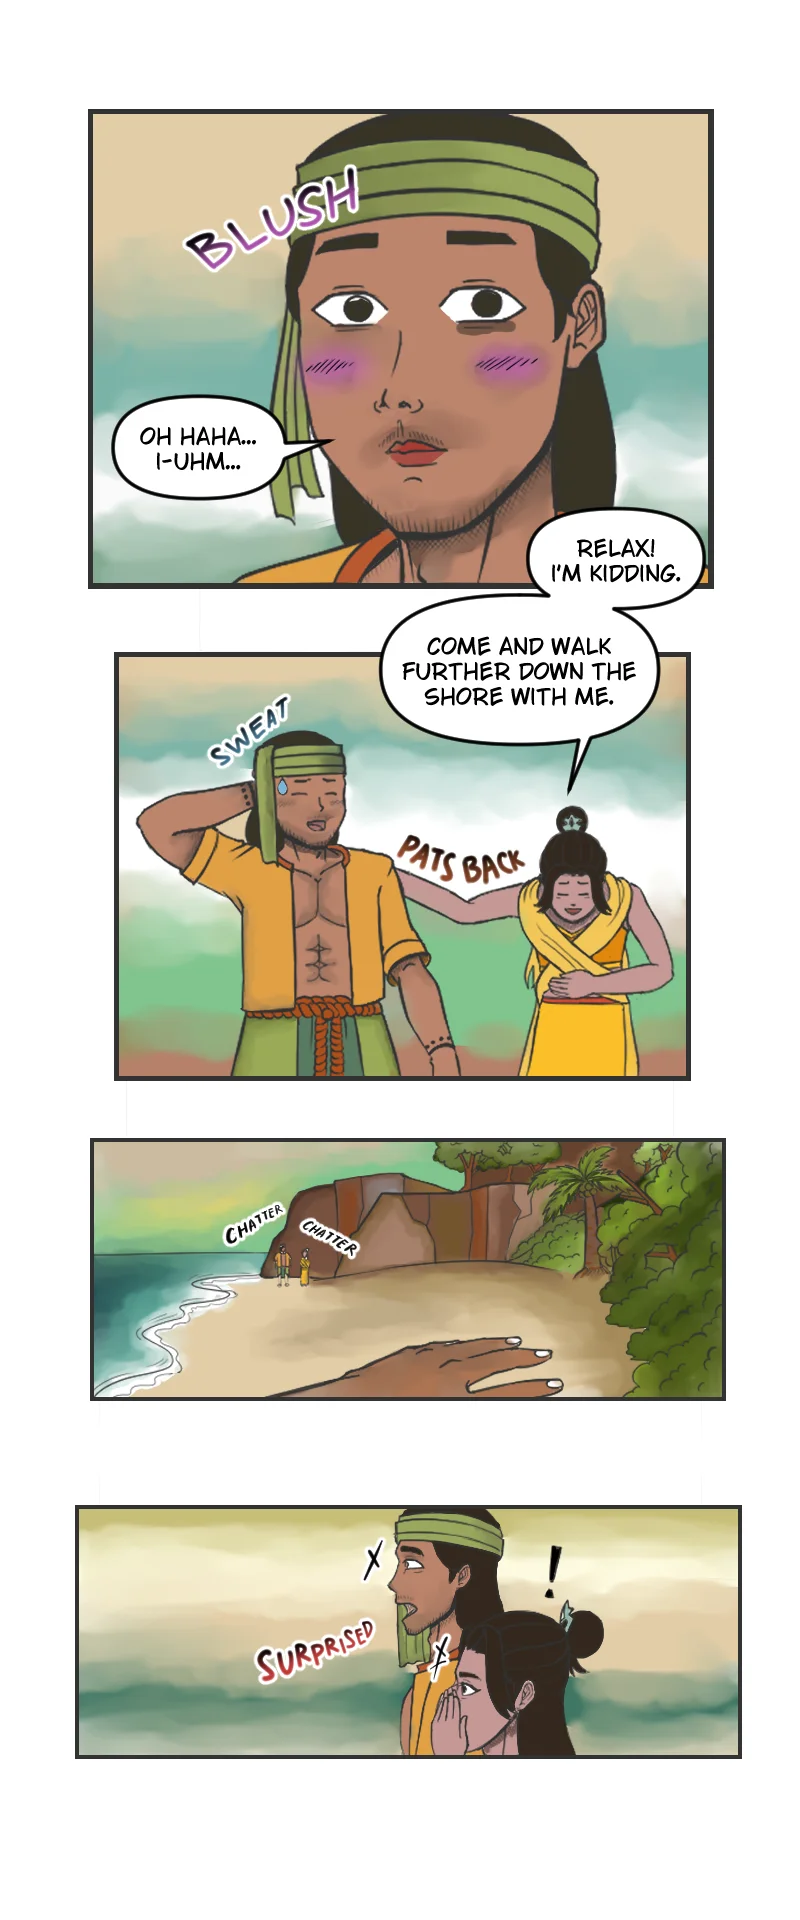 BLUSH
OH HAHA...
I-UHM...
RELAX!
I'M KIDDING.
COME AND WALK
FURTHER DOWN THE
SHORE WITH ME.
SWEAT
PATS BACK
CHATTER
CHATTER
!
SURPRISED